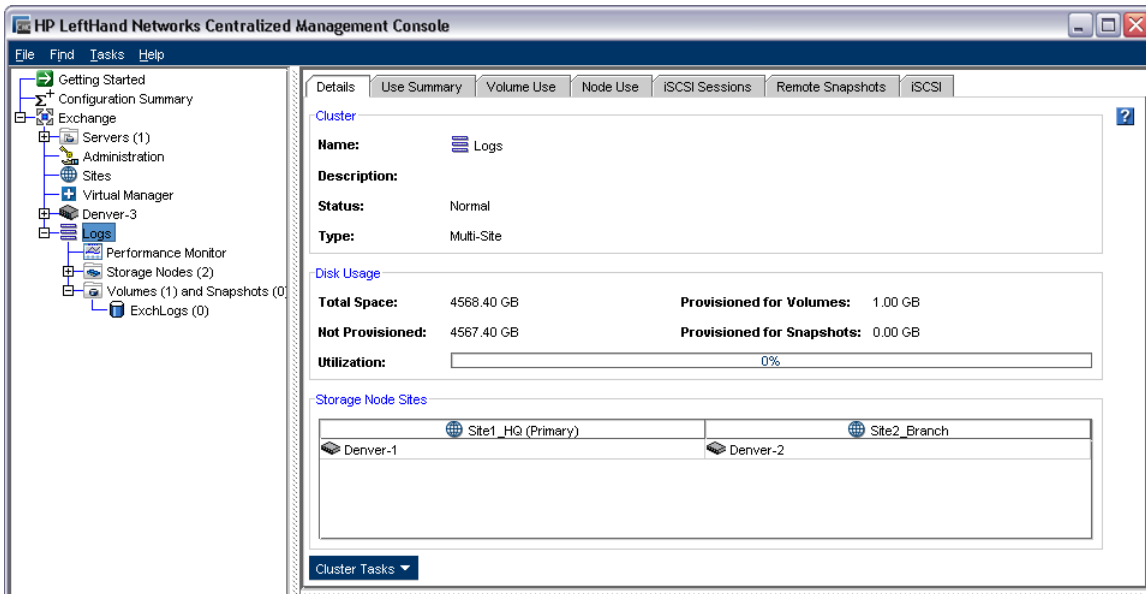 HP LeftHand Networks Centralized Management Console
File Find Tasks Help
Getting Started
Configuration Summary
Exchange
Servers (1)
Administration
Sites
Virtual Manager
Denver-3
Logs
Performance Monitor
Storage Nodes (2)
Volumes (1) and Snapshots (0
ExchLogs (0)
Details Use Summary Volume Use Node Use iSCSI Sessions Remote Snapshots iSCSI
Cluster
?
Name: Logs
Description:
Status: Normal
Type: Multi-Site
Disk Usage
Total Space: 4568.40 GB Provisioned for Volumes: 1.00 GB
Not Provisioned: 4567.40 GB Provisioned for Snapshots: 0.00 GB
Utilization: 0%
Storage Node Sites
Site1_HQ (Primary) Site2_Branch
Denver-1 Denver-2
Cluster Tasks